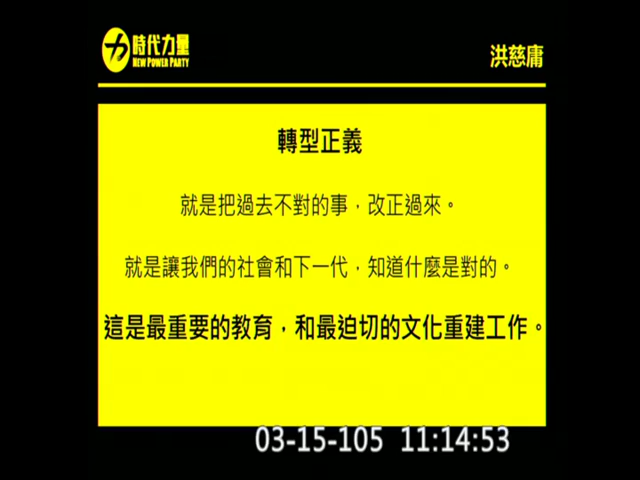 時代力量
NEW POWER PARTY
洪慈庸
轉型正義
就是把過去不對的事，改正過來。
就是讓我們的社會和下一代，知道什麼是對的。
這是最重要的教育，和最迫切的文化重建工作。
03-15-105 11:14:53